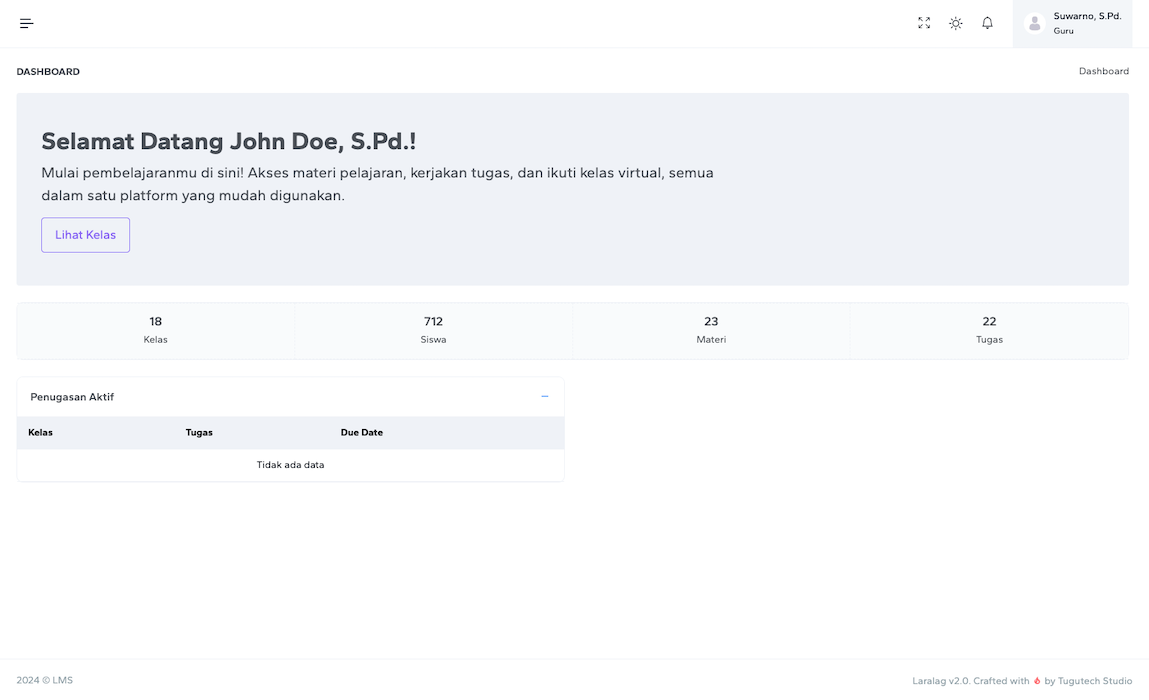 Suwarno, S.Pd.
Guru
DASHBOARD
Dashboard
Selamat Datang John Doe, S.Pd.!
Mulai pembelajaranmu di sini! Akses materi pelajaran, kerjakan tugas, dan ikuti kelas virtual, semua
dalam satu platform yang mudah digunakan.
Lihat Kelas
18
Kelas
712
Siswa
23
Materi
22
Tugas
Penugasan Aktif
Kelas Tugas Due Date
Tidak ada data
2024 © LMS
Laralag v2.0. Crafted with by Tugutech Studio